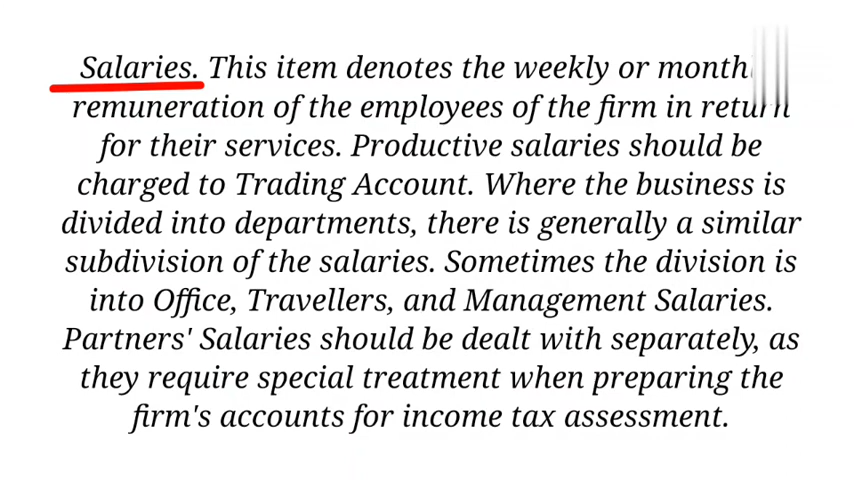 Salaries. This item denotes the weekly or monthly
remuneration of the employees of the firm in return
for their services. Productive salaries should be
charged to Trading Account. Where the business is
divided into departments, there is generally a similar
subdivision of the salaries. Sometimes the division is
into Office, Travellers, and Management Salaries.
Partners' Salaries should be dealt with separately, as
they require special treatment when preparing the
firm's accounts for income tax assessment.